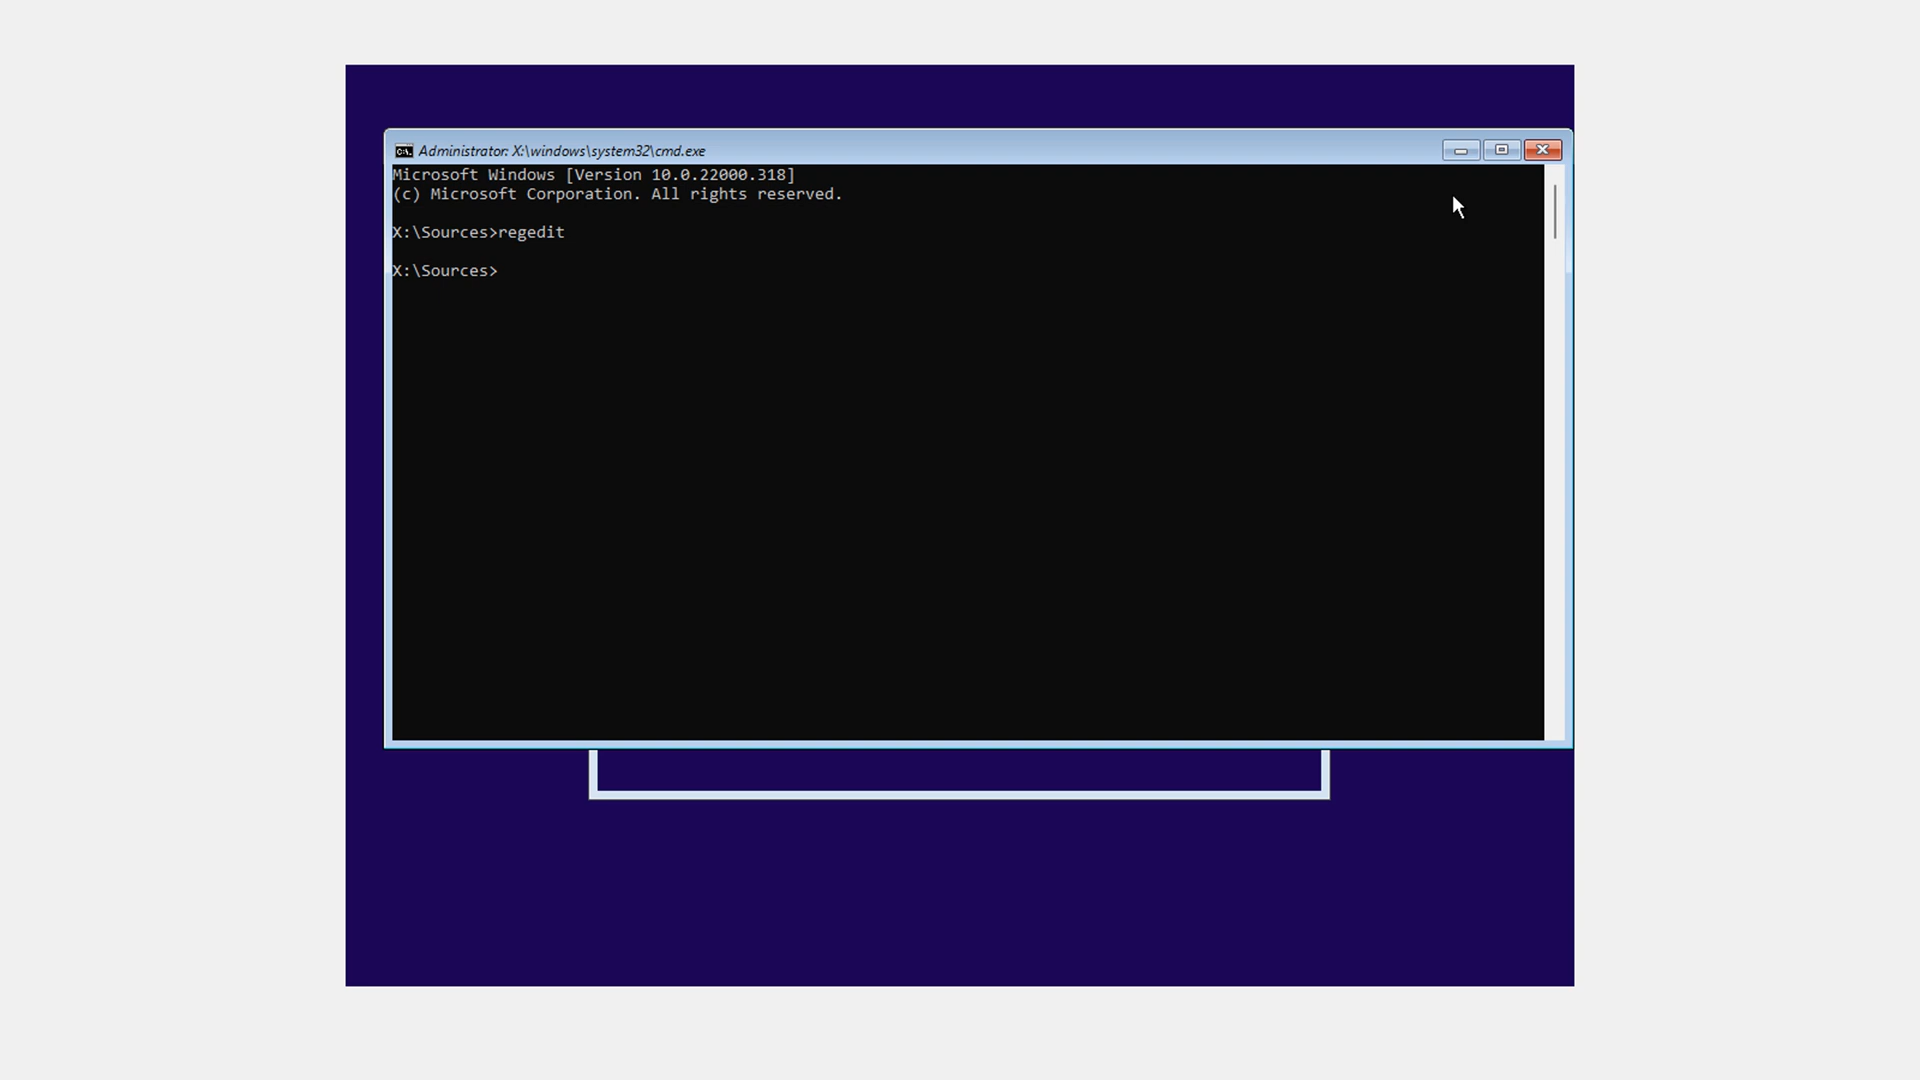 Administrator: X:\windows\system32\cmd.exe
Microsoft Windows [Version 10.0.22000.318]
(c) Microsoft Corporation. All rights reserved.
X:\Sources>regedit
X:\Sources>